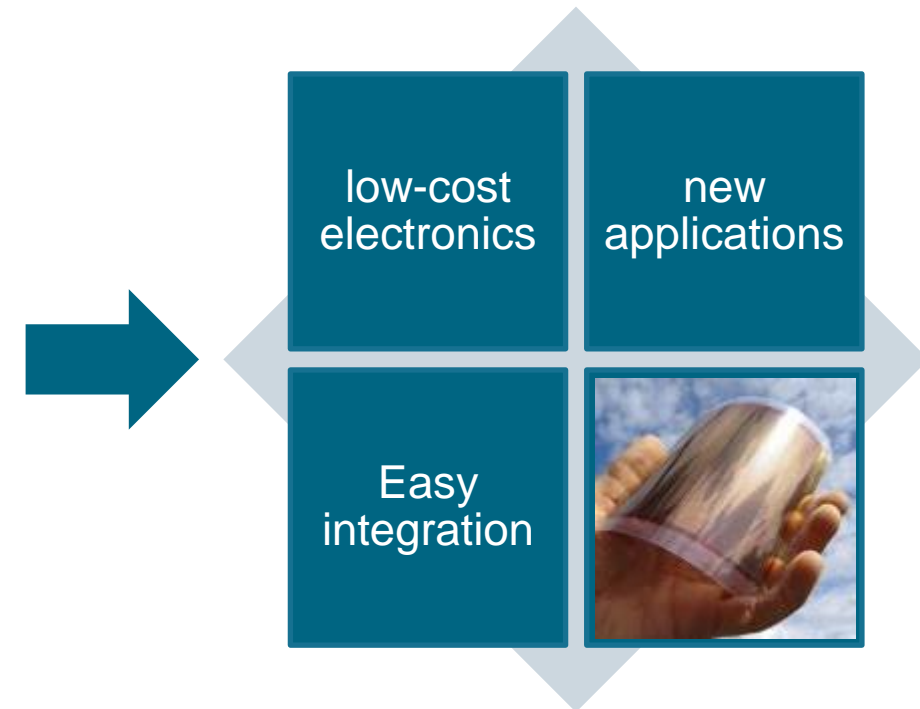 low-cost
electronics
new
applications
Easy
integration